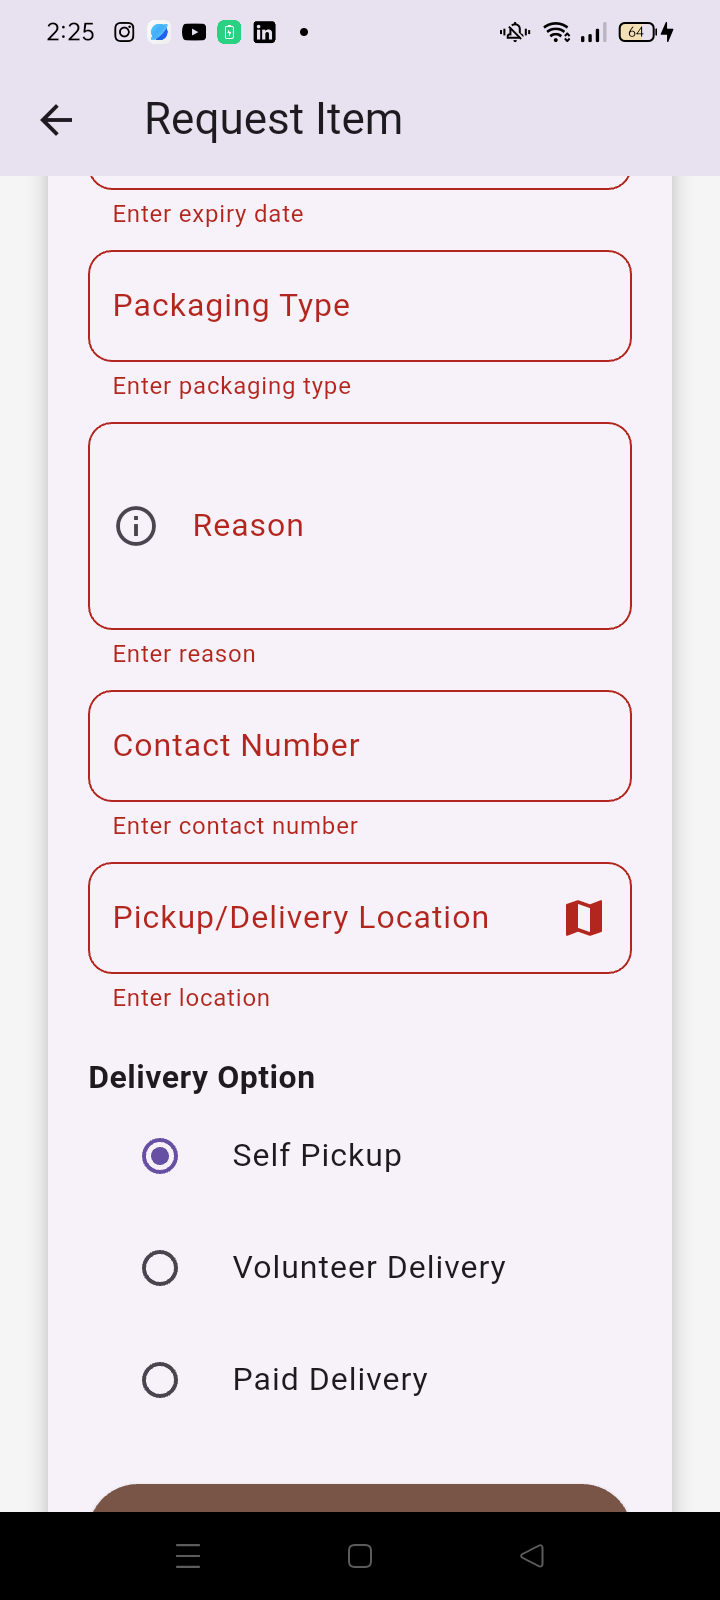 2:25
64
Request Item
Enter expiry date
Packaging Type
Enter packaging type
Reason
Enter reason
Contact Number
Enter contact number
Pickup/Delivery Location
Enter location
Delivery Option
Self Pickup
Volunteer Delivery
Paid Delivery